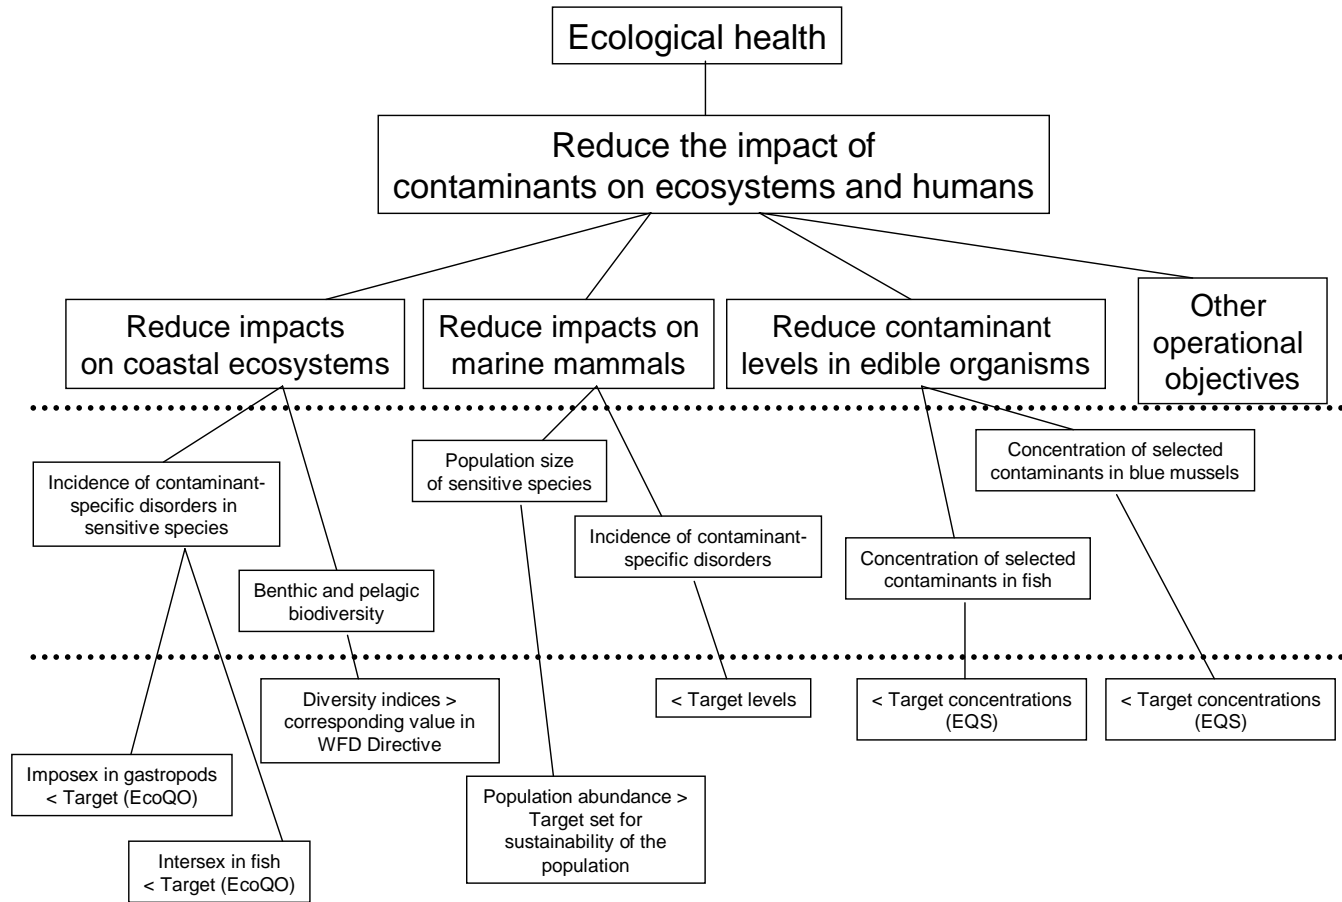 Ecological health
Reduce the impact of
contaminants on ecosystems and humans
Reduce impacts
on coastal ecosystems
Reduce impacts on
marine mammals
Reduce contaminant
levels in edible organisms
Other
operational
objectives
Incidence of contaminant-
specific disorders in
sensitive species
Population size
of sensitive species
Concentration of selected
contaminants in blue mussels
Benthic and pelagic
biodiversity
Incidence of contaminant-
specific disorders
Concentration of selected
contaminants in fish
Diversity indices >
corresponding value in
WFD Directive
< Target levels
< Target concentrations
(EQS)
< Target concentrations
(EQS)
Imposex in gastropods
< Target (EcoQO)
Population abundance >
Target set for
sustainability of the
population
Intersex in fish
< Target (EcoQO)